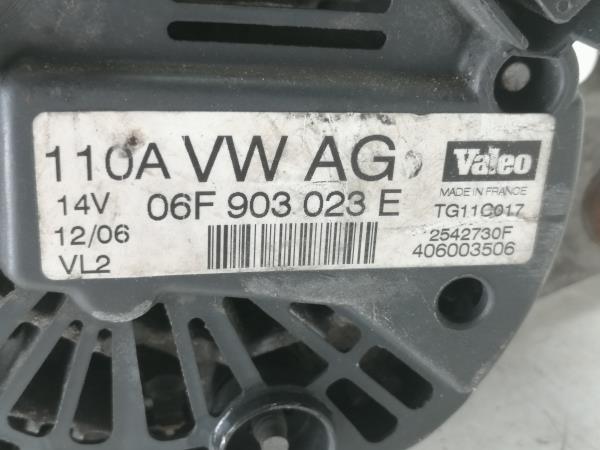 110A VW AG Valeo
MADE IN FRANCE
14V 06F 903 023 E TG11C017
12/06 2542730F
VL2 406003506